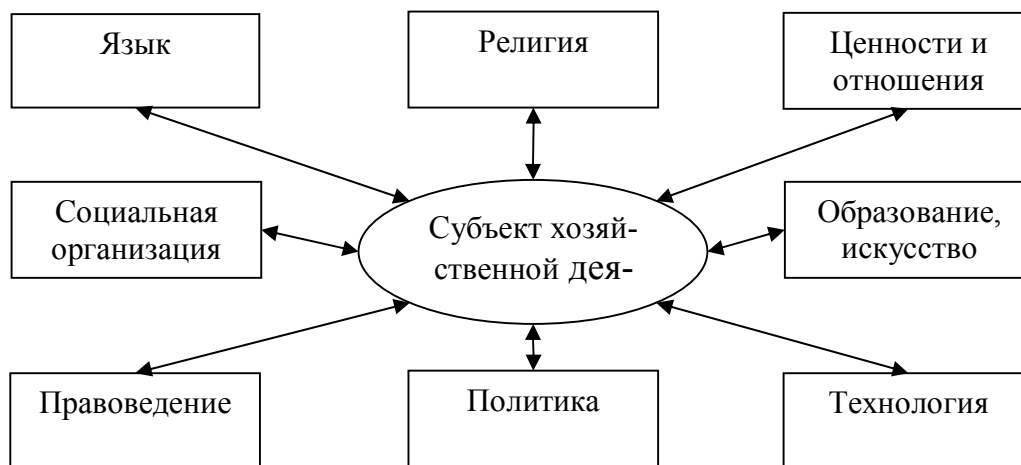 Язык
Религия
Ценности и
отношения
Социальная
организация
Субъект хозяй-
ственной дея-
Образование,
искусство
Правоведение
Политика
Технология